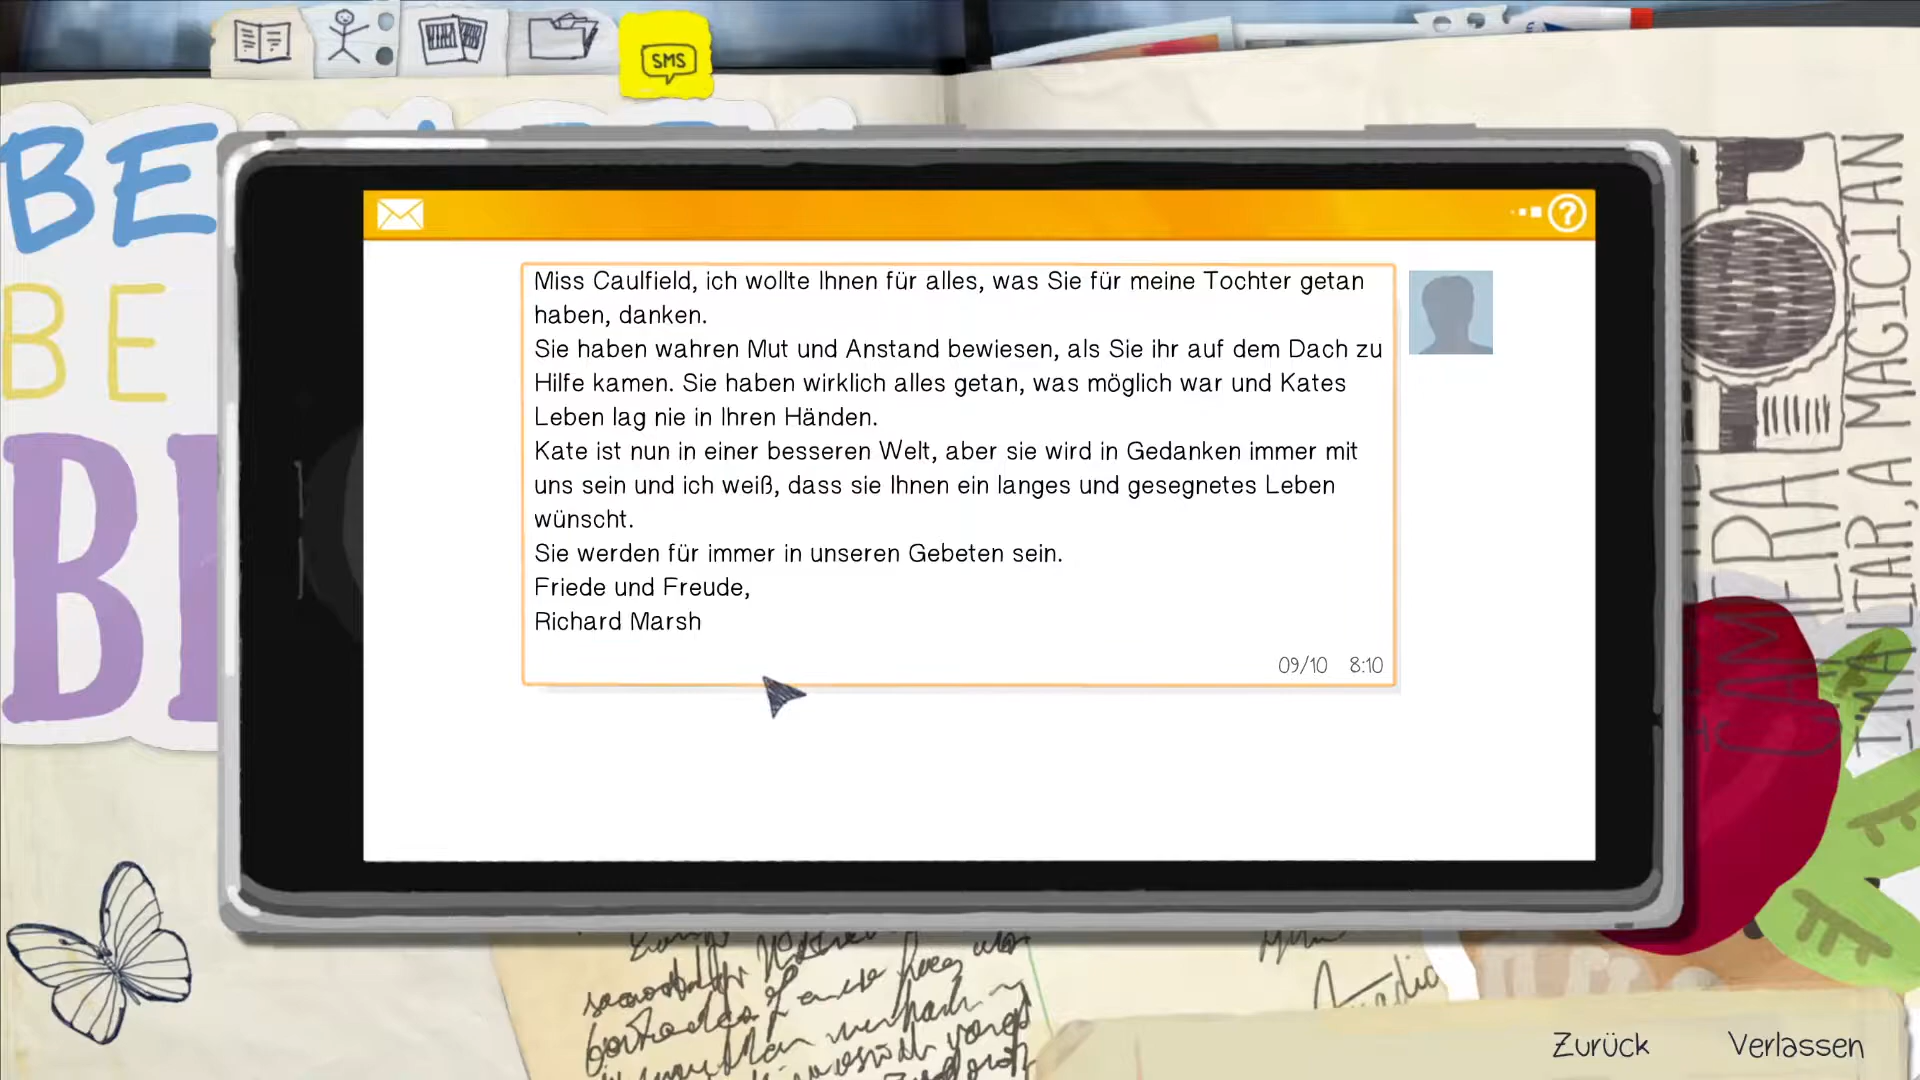 SMS
BE
BE
Miss Caulfield, ich wollte Ihnen für alles, was Sie für meine Tochter getan
haben, danken.
Sie haben wahren Mut und Anstand bewiesen, als Sie ihr auf dem Dach zu
Hilfe kamen. Sie haben wirklich alles getan, was möglich war und Kates
Leben lag nie in Ihren Händen.
Kate ist nun in einer besseren Welt, aber sie wird in Gedanken immer mit
uns sein und ich weiß, dass sie Ihnen ein langes und gesegnetes Leben
wünscht.
Sie werden für immer in unseren Gebeten sein.
Friede und Freude,
Richard Marsh
09/10 8:10
CAMERA
LIAR, A MAGICIAN
Zurück Verlassen